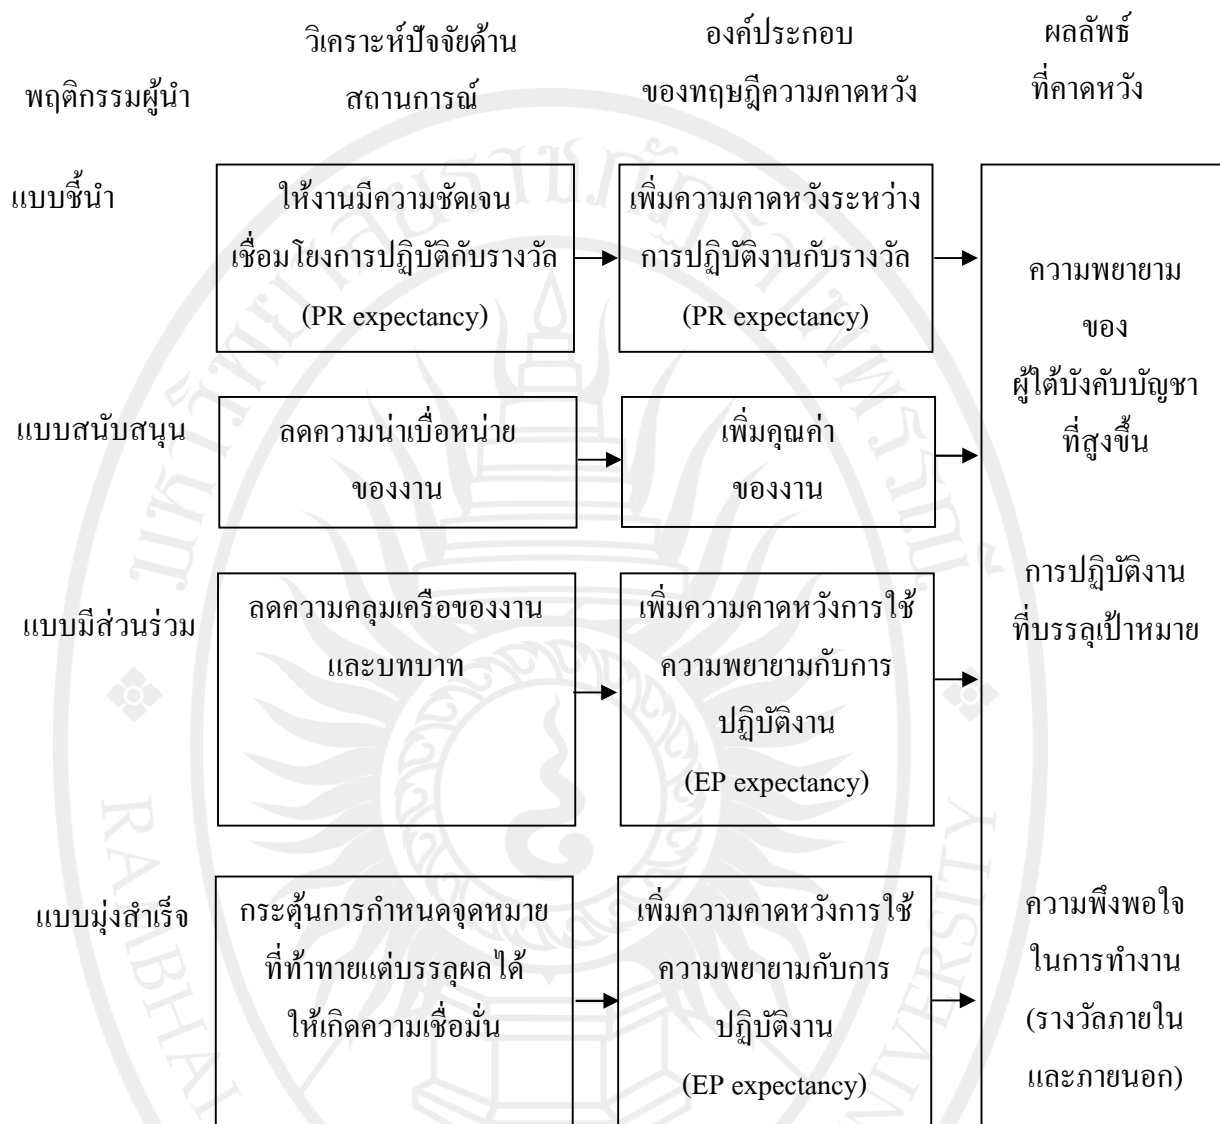 พฤติกรรมผู้นำ
วิเคราะห์ปัจจัยด้าน
สถานการณ์
องค์ประกอบ
ของทฤษฎีความคาดหวัง
ผลลัพธ์
ที่คาดหวัง
แบบชี้นำ
ให้งานมีความชัดเจน
เชื่อมโยงการปฏิบัติกับรางวัล
(PR expectancy)
เพิ่มความคาดหวังระหว่าง
การปฏิบัติงานกับรางวัล
(PR expectancy)
แบบสนับสนุน
ลดความน่าเบื่อหน่าย
ของงาน
เพิ่มคุณค่า
ของงาน
แบบมีส่วนร่วม
ลดความคลุมเครือของงาน
และบทบาท
เพิ่มความคาดหวังการใช้
ความพยายามกับการ
ปฏิบัติงาน
(EP expectancy)
แบบมุ่งสำเร็จ
กระตุ้นการกำหนดจุดหมาย
ที่ท้าทายแต่บรรลุผลได้
ให้เกิดความเชื่อมั่น
เพิ่มความคาดหวังการใช้
ความพยายามกับการ
ปฏิบัติงาน
(EP expectancy)
ความพยายาม
ของ
ผู้ใต้บังคับบัญชา
ที่สูงขึ้น
การปฏิบัติงาน
ที่บรรลุเป้าหมาย
ความพึงพอใจ
ในการทำงาน
(รางวัลภายใน
และภายนอก)
มหาวิทยาลัยราชภัฏรำไพพรรณี
RAMBHAI
UNIVERSITY